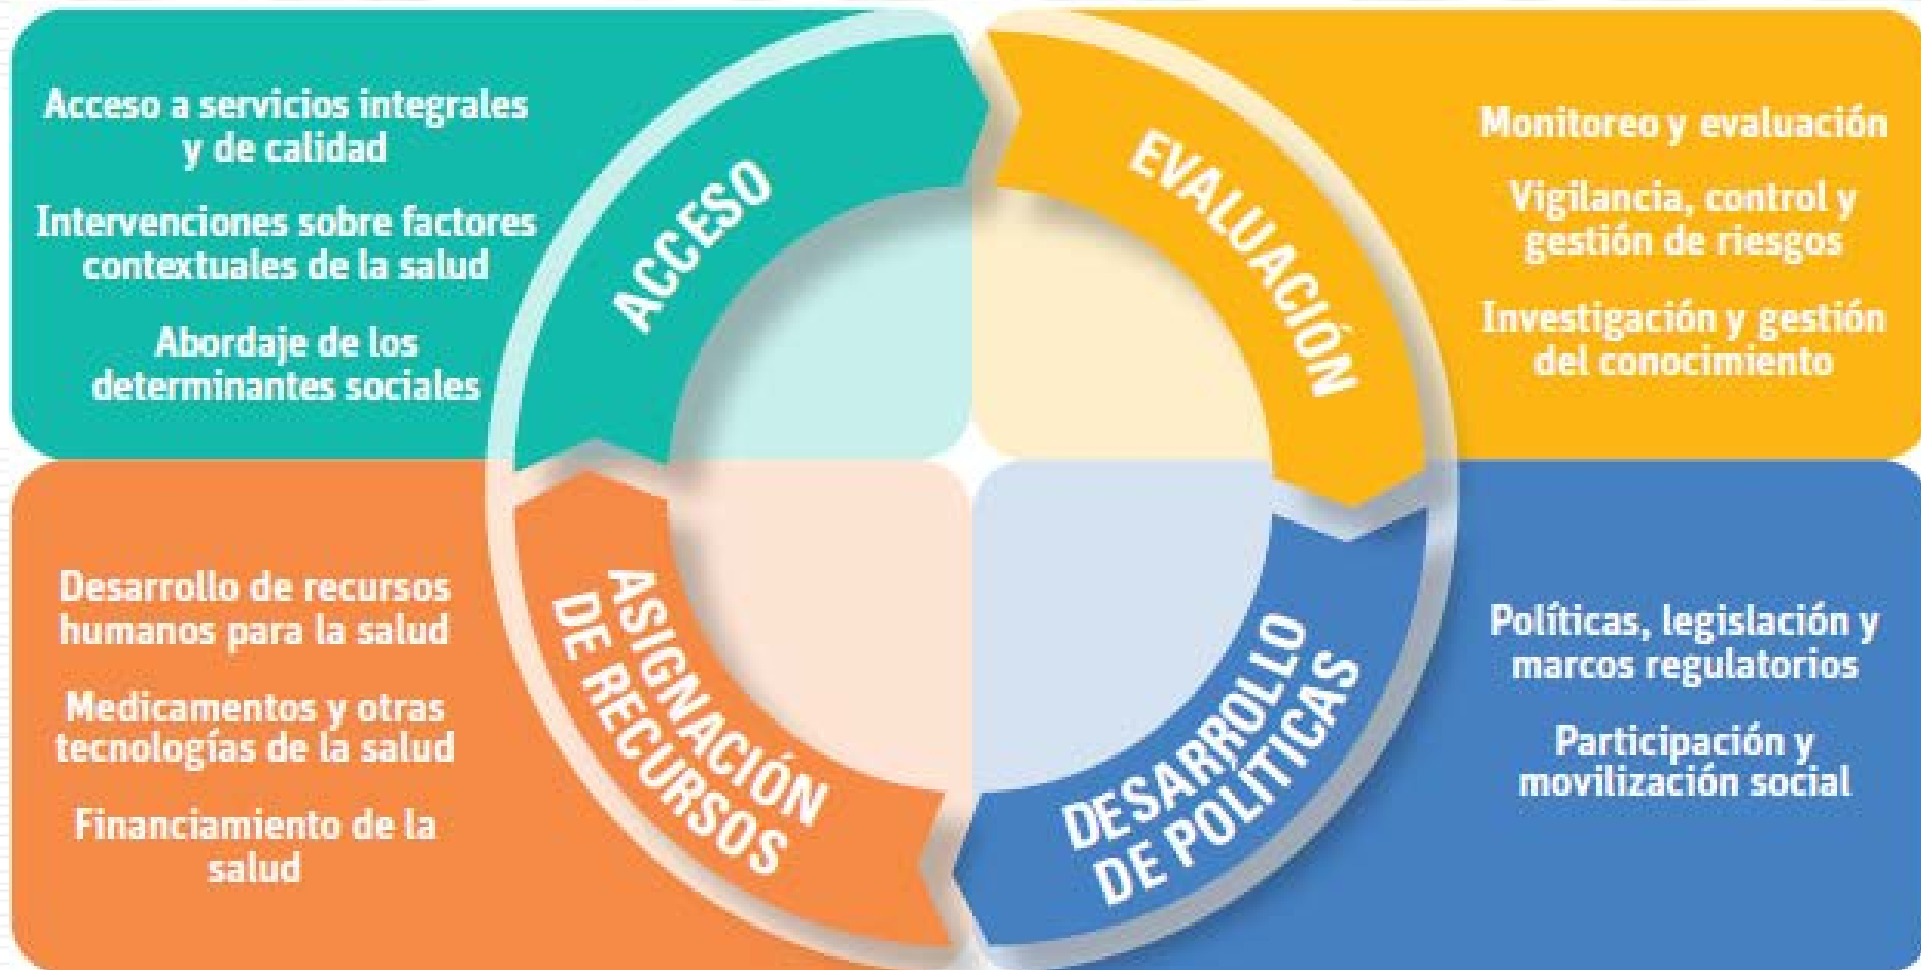 Acceso a servicios integrales
y de calidad
Intervenciones sobre factores
contextuales de la salud
Abordaje de los
determinantes sociales
ACCESO
EVALUACIÓN
Monitoreo y evaluación
Vigilancia, control y
gestión de riesgos
Investigación y gestión
del conocimiento
Desarrollo de recursos
humanos para la salud
Medicamentos y otras
tecnologías de la salud
Financiamiento de la
salud
ASIGNACIÓN
DE RECURSOS
DESARROLLO
DE POLÍTICAS
Políticas, legislación y
marcos regulatorios
Participación y
movilización social